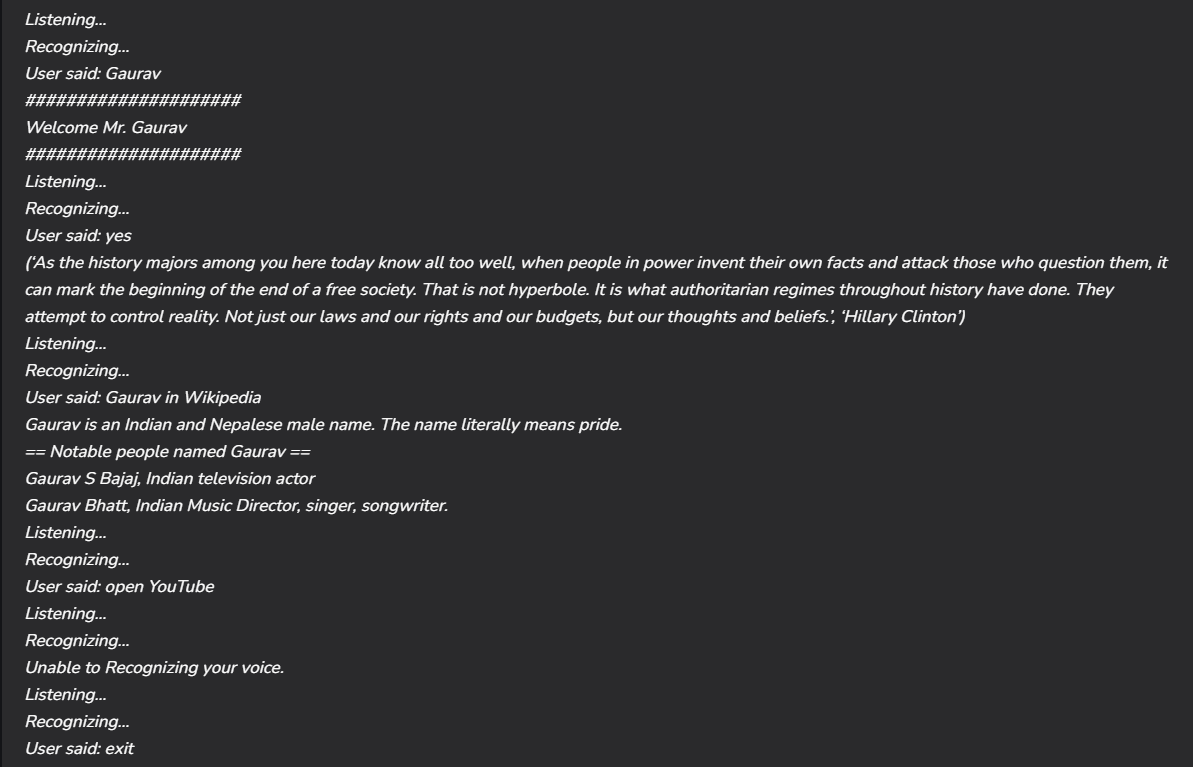 Listening...
Recognizing...
User said: Gaurav
#####################
Welcome Mr. Gaurav
#####################
Listening...
Recognizing...
User said: yes
(‘As the history majors among you here today know all too well, when people in power invent their own facts and attack those who question them, it
can mark the beginning of the end of a free society. That is not hyperbole. It is what authoritarian regimes throughout history have done. They
attempt to control reality. Not just our laws and our rights and our budgets, but our thoughts and beliefs.’, ‘Hillary Clinton’)
Listening...
Recognizing...
User said: Gaurav in Wikipedia
Gaurav is an Indian and Nepalese male name. The name literally means pride.
== Notable people named Gaurav ==
Gaurav S Bajaj, Indian television actor
Gaurav Bhatt, Indian Music Director, singer, songwriter.
Listening...
Recognizing...
User said: open YouTube
Listening...
Recognizing...
Unable to Recognizing your voice.
Listening...
Recognizing...
User said: exit